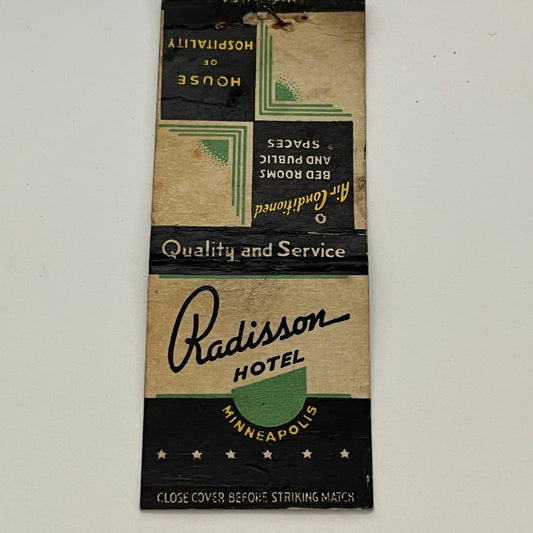 HOUSE
OF
HOSPITALITY
Air Conditioned
BED ROOMS
AND PUBLIC
SPACES
Quality and Service
Radisson
HOTEL
MINNEAPOLIS
CLOSE COVER BEFORE STRIKING MATCH